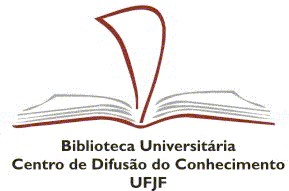 Biblioteca Universitária
Centro de Difusão do Conhecimento
UFJF